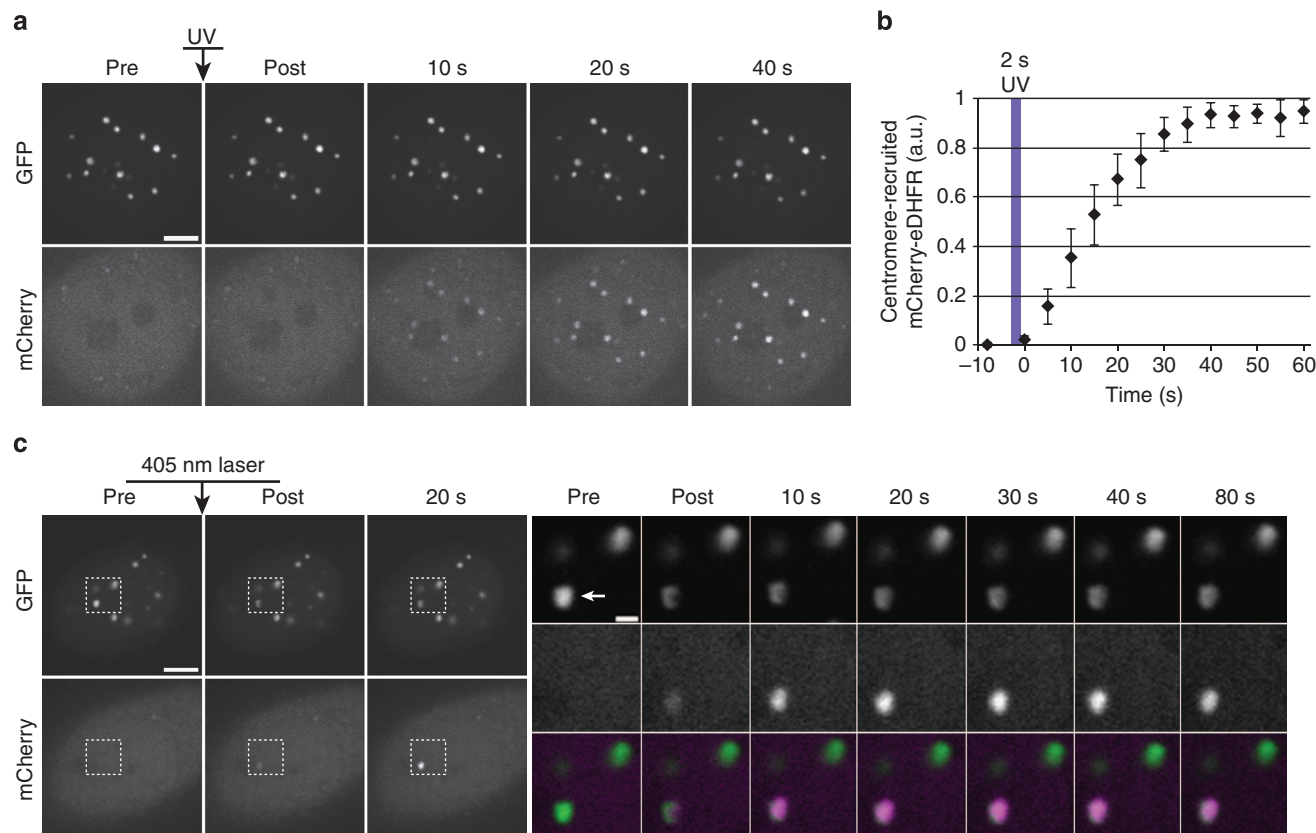 a
UV
Pre Post 10 s 20 s 40 s
GFP
mCherry
b
2 s
UV
Centromere-recruited
mCherry-eDHFR (a.u.)
1
0.8
0.6
0.4
0.2
0
–10 0 10 20 30 40 50 60
Time (s)
c
405 nm laser
Pre Post 20 s Pre Post 10 s 20 s 30 s 40 s 80 s
GFP
mCherry